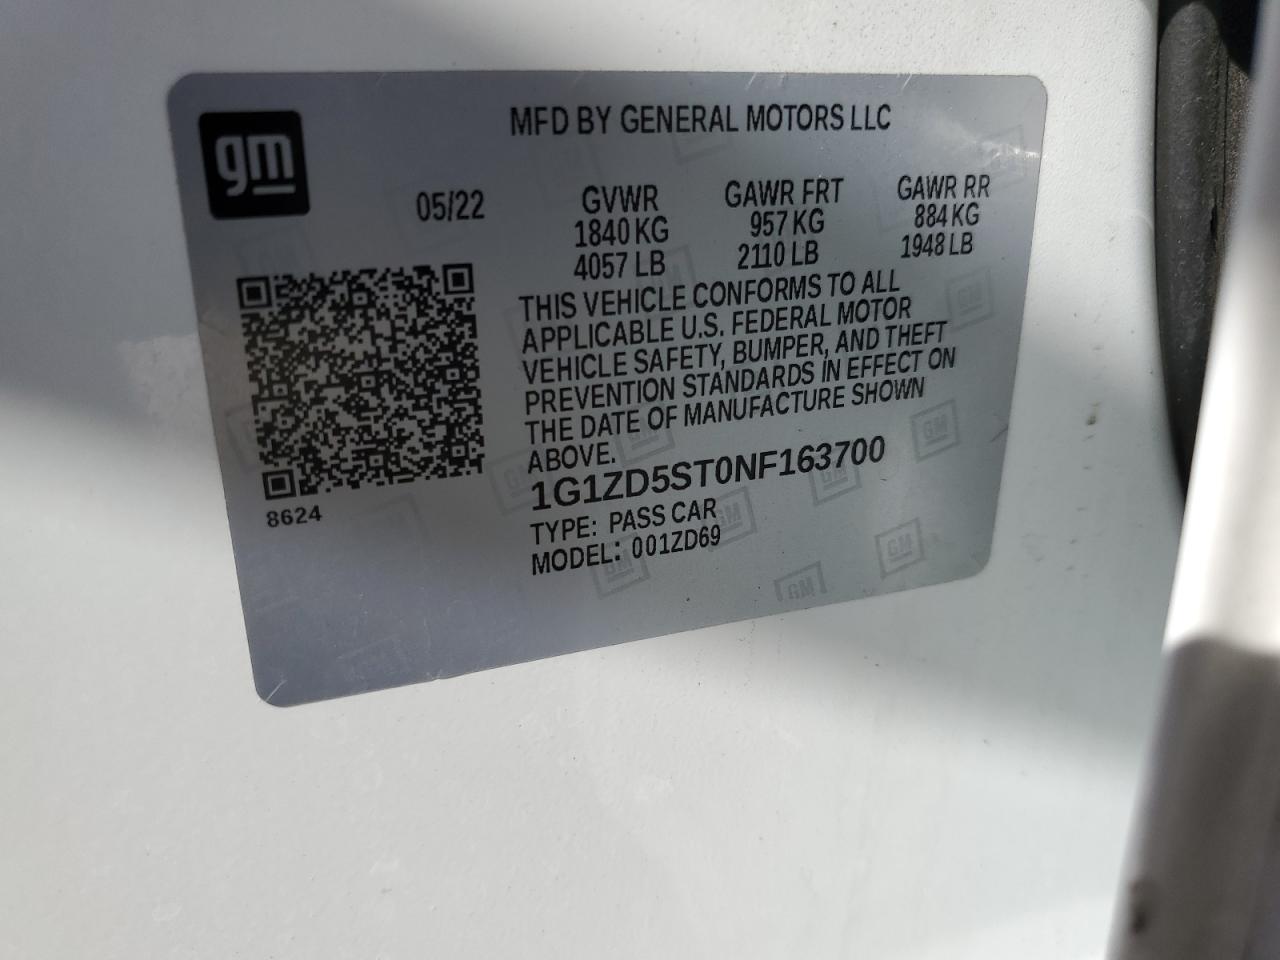 gm
MFD BY GENERAL MOTORS LLC
05/22
GVWR
1840 KG
4057 LB
GAWR FRT
957 KG
2110 LB
GAWR RR
884 KG
1948 LB
THIS VEHICLE CONFORMS TO ALL
APPLICABLE U.S. FEDERAL MOTOR
VEHICLE SAFETY, BUMPER, AND THEFT
PREVENTION STANDARDS IN EFFECT ON
THE DATE OF MANUFACTURE SHOWN
ABOVE.
1G1ZD5ST0NF163700
TYPE: PASS CAR
MODEL: 001ZD69
8624